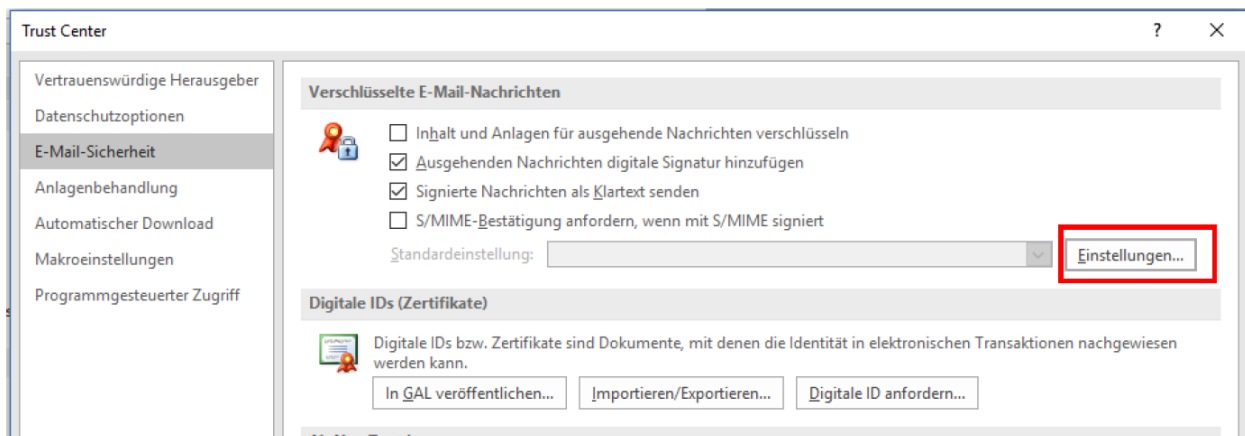 Trust Center
?
Vertrauenswürdige Herausgeber
Datenschutzoptionen
E-Mail-Sicherheit
Anlagenbehandlung
Automatischer Download
Makroeinstellungen
Programmgesteuerter Zugriff
Verschlüsselte E-Mail-Nachrichten
Inhalt und Anlagen für ausgehende Nachrichten verschlüsseln
Ausgehenden Nachrichten digitale Signatur hinzufügen
Signierte Nachrichten als Klartext senden
S/MIME-Bestätigung anfordern, wenn mit S/MIME signiert
Standardeinstellung:
Einstellungen...
Digitale IDs (Zertifikate)
Digitale IDs bzw. Zertifikate sind Dokumente, mit denen die Identität in elektronischen Transaktionen nachgewiesen
werden kann.
In GAL veröffentlichen... Importieren/Exportieren... Digitale ID anfordern...